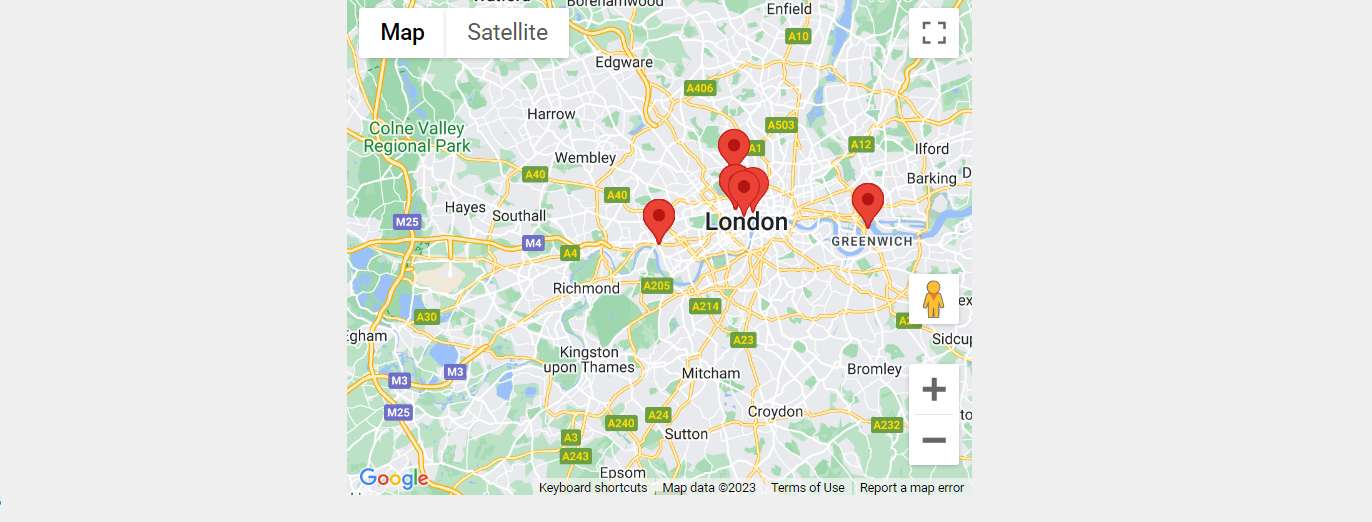 Borehamwood
Enfield
Map Satellite
A10
Edgware
A406
Harrow
Colne Valley
Regional Park
A503
A1
A12
Ilford
Wembley
A40
Barking
A40
Hayes
Southall
M25
London
M4
A4
GREENWICH
Richmond
A205
A214
A30
A23
Kingston
upon Thames
M3
M3
Mitcham
Bromley
M25
Croydon
A24
A240
A232
A3
Sutton
A243
Epsom
Google
Keyboard shortcuts
Map data ©2023
Terms of Use
Report a map error